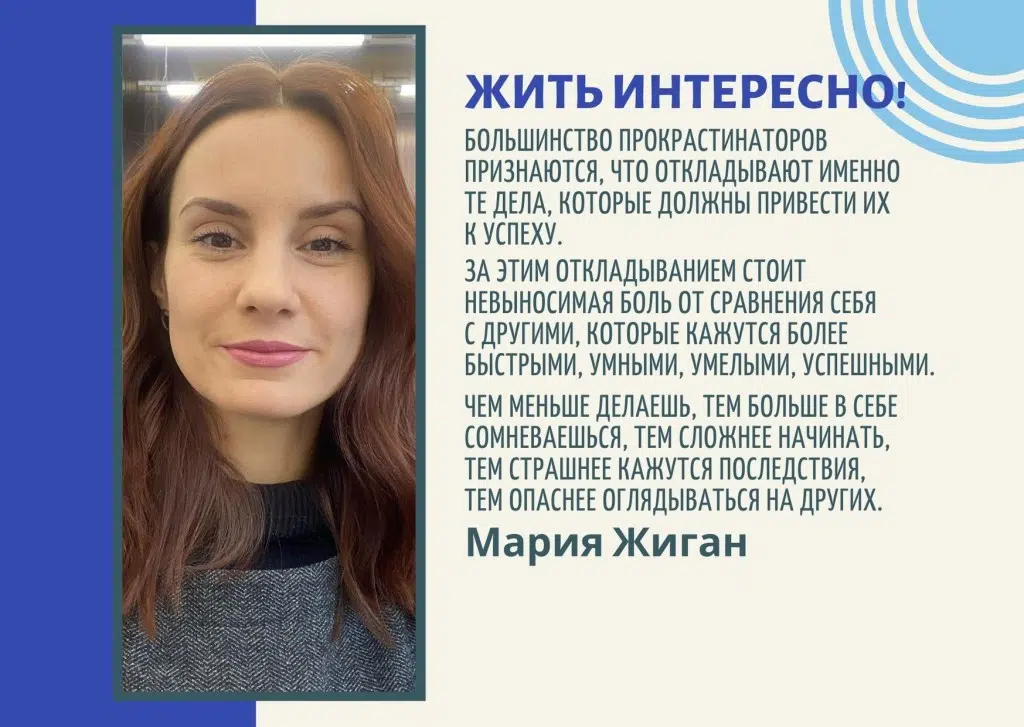 ЖИТЬ ИНТЕРЕСНО!
БОЛЬШИНСТВО ПРОКРАСТИНАТОРОВ
ПРИЗНАЮТСЯ, ЧТО ОТКЛАДЫВАЮТ ИМЕННО
ТЕ ДЕЛА, КОТОРЫЕ ДОЛЖНЫ ПРИВЕСТИ ИХ
К УСПЕХУ.
ЗА ЭТИМ ОТКЛАДЫВАНИЕМ СТОИТ
НЕВЫНОСИМАЯ БОЛЬ ОТ СРАВНЕНИЯ СЕБЯ
С ДРУГИМИ, КОТОРЫЕ КАЖУТСЯ БОЛЕЕ
БЫСТРЫМИ, УМНЫМИ, УМЕЛЫМИ, УСПЕШНЫМИ.
ЧЕМ МЕНЬШЕ ДЕЛАЕШЬ, ТЕМ БОЛЬШЕ В СЕБЕ
СОМНЕВАЕШЬСЯ, ТЕМ СЛОЖНЕЕ НАЧИНАТЬ,
ТЕМ СТРАШНЕЕ КАЖУТСЯ ПОСЛЕДСТВИЯ,
ТЕМ ОПАСНЕЕ ОГЛЯДЫВАТЬСЯ НА ДРУГИХ.
Мария Жиган